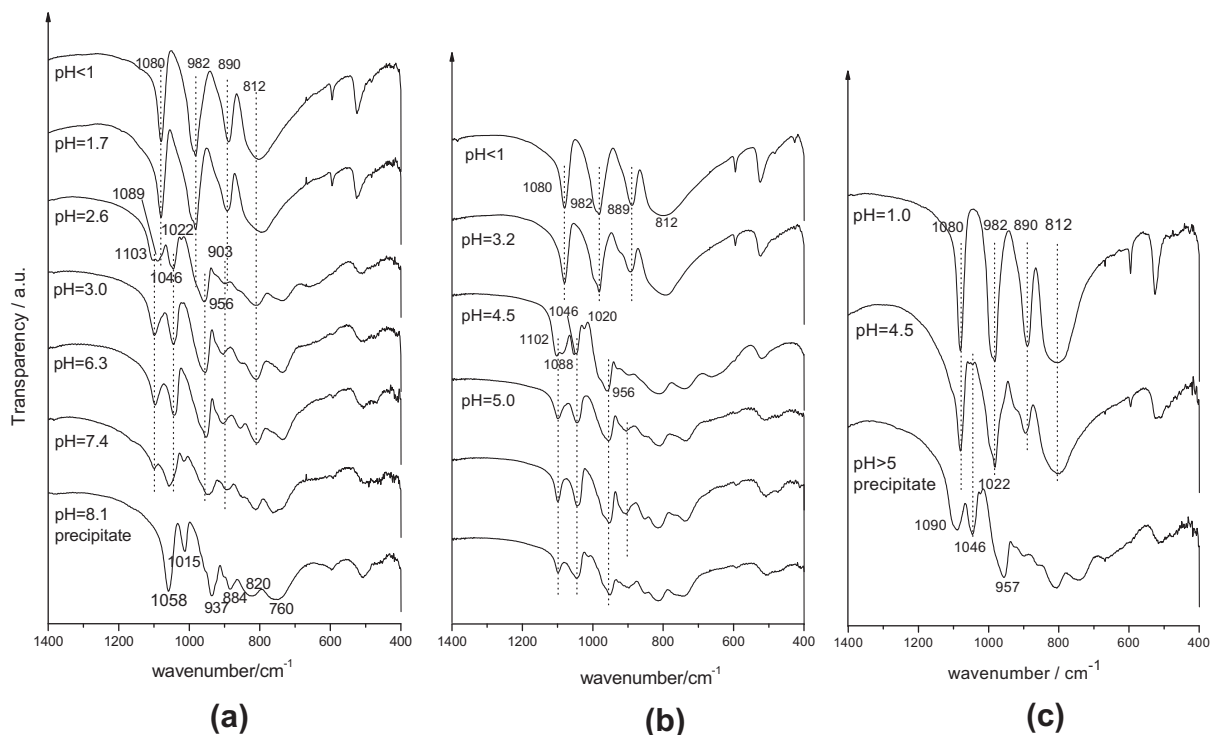 Transparency / a.u.
pH<1
1080
982
890
812
pH=1.7
1089
pH=2.6
1022
1103
1046
903
956
pH=3.0
pH=6.3
pH=7.4
pH=8.1
precipitate
1015
1058
937
884
820
760
1400 1200 1000 800 600 400
wavenumber/cm-1
(a)
pH<1
1080
982
889
812
pH=3.2
pH=4.5
1046
1020
1102
1088
956
pH=5.0
1400 1200 1000 800 600 400
wavenumber/cm-1
(b)
pH=1.0
1080
982
890
812
pH=4.5
pH>5
precipitate
1022
1090
1046
957
1400 1200 1000 800 600 400
wavenumber / cm-1
(c)